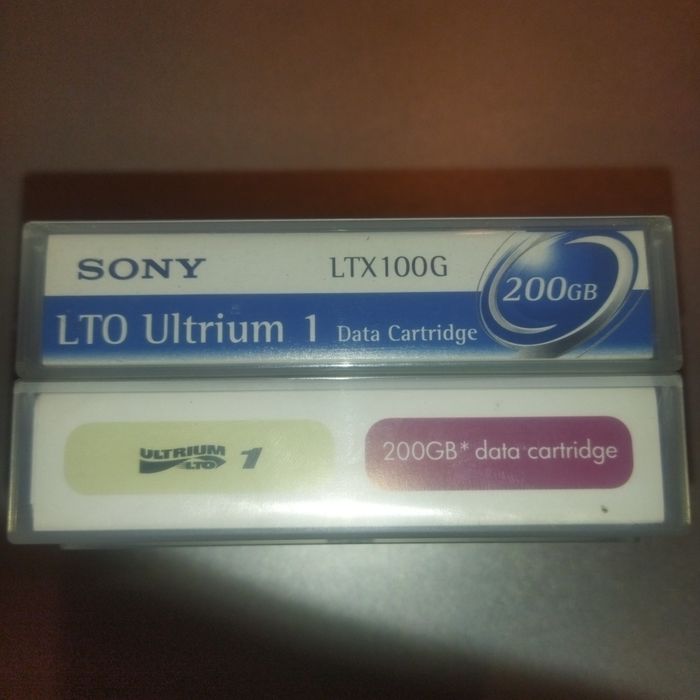 SONY LTX100G
200GB
LTO Ultrium 1 Data Cartridge
ULTRIUM LTO 1
200GB* data cartridge